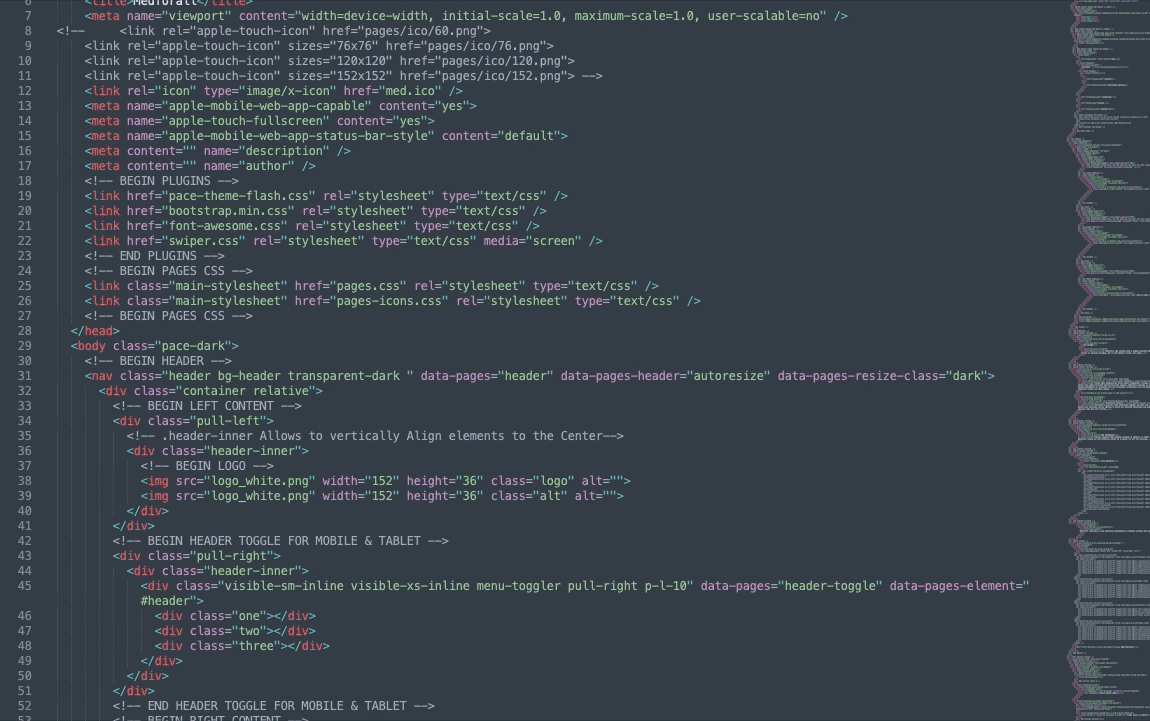 6 <title>Medforall</title>
7 <meta name="viewport" content="width=device-width, initial-scale=1.0, maximum-scale=1.0, user-scalable=no" />
8 <!-- <link rel="apple-touch-icon" href="pages/ico/60.png">
9 <link rel="apple-touch-icon" sizes="76x76" href="pages/ico/76.png">
10 <link rel="apple-touch-icon" sizes="120x120" href="pages/ico/120.png">
11 <link rel="apple-touch-icon" sizes="152x152" href="pages/ico/152.png"> -->
12 <link rel="icon" type="image/x-icon" href="med.ico" />
13 <meta name="apple-mobile-web-app-capable" content="yes">
14 <meta name="apple-touch-fullscreen" content="yes">
15 <meta name="apple-mobile-web-app-status-bar-style" content="default">
16 <meta content="" name="description" />
17 <meta content="" name="author" />
18 <!-- BEGIN PLUGINS -->
19 <link href="pace-theme-flash.css" rel="stylesheet" type="text/css" />
20 <link href="bootstrap.min.css" rel="stylesheet" type="text/css" />
21 <link href="font-awesome.css" rel="stylesheet" type="text/css" />
22 <link href="swiper.css" rel="stylesheet" type="text/css" media="screen" />
23 <!-- END PLUGINS -->
24 <!-- BEGIN PAGES CSS -->
25 <link class="main-stylesheet" href="pages.css" rel="stylesheet" type="text/css" />
26 <link class="main-stylesheet" href="pages-icons.css" rel="stylesheet" type="text/css" />
27 <!-- BEGIN PAGES CSS -->
28 </head>
29 <body class="pace-dark">
30 <!-- BEGIN HEADER -->
31 <nav class="header bg-header transparent-dark " data-pages="header" data-pages-header="autoresize" data-pages-resize-class="dark">
32 <div class="container relative">
33 <!-- BEGIN LEFT CONTENT -->
34 <div class="pull-left">
35 <!-- .header-inner Allows to vertically Align elements to the Center-->
36 <div class="header-inner">
37 <!-- BEGIN LOGO -->
38 <img src="logo_white.png" width="152" height="36" class="logo" alt="">
39 <img src="logo_white.png" width="152" height="36" class="alt" alt="">
40 </div>
41 </div>
42 <!-- BEGIN HEADER TOGGLE FOR MOBILE & TABLET -->
43 <div class="pull-right">
44 <div class="header-inner">
45 <div class="visible-sm-inline visible-xs-inline menu-toggler pull-right p-l-10" data-pages="header-toggle" data-pages-element="
#header">
46 <div class="one"></div>
47 <div class="two"></div>
48 <div class="three"></div>
49 </div>
50 </div>
51 </div>
52 <!-- END HEADER TOGGLE FOR MOBILE & TABLET -->
53 <!-- BEGIN RIGHT CONTENT -->